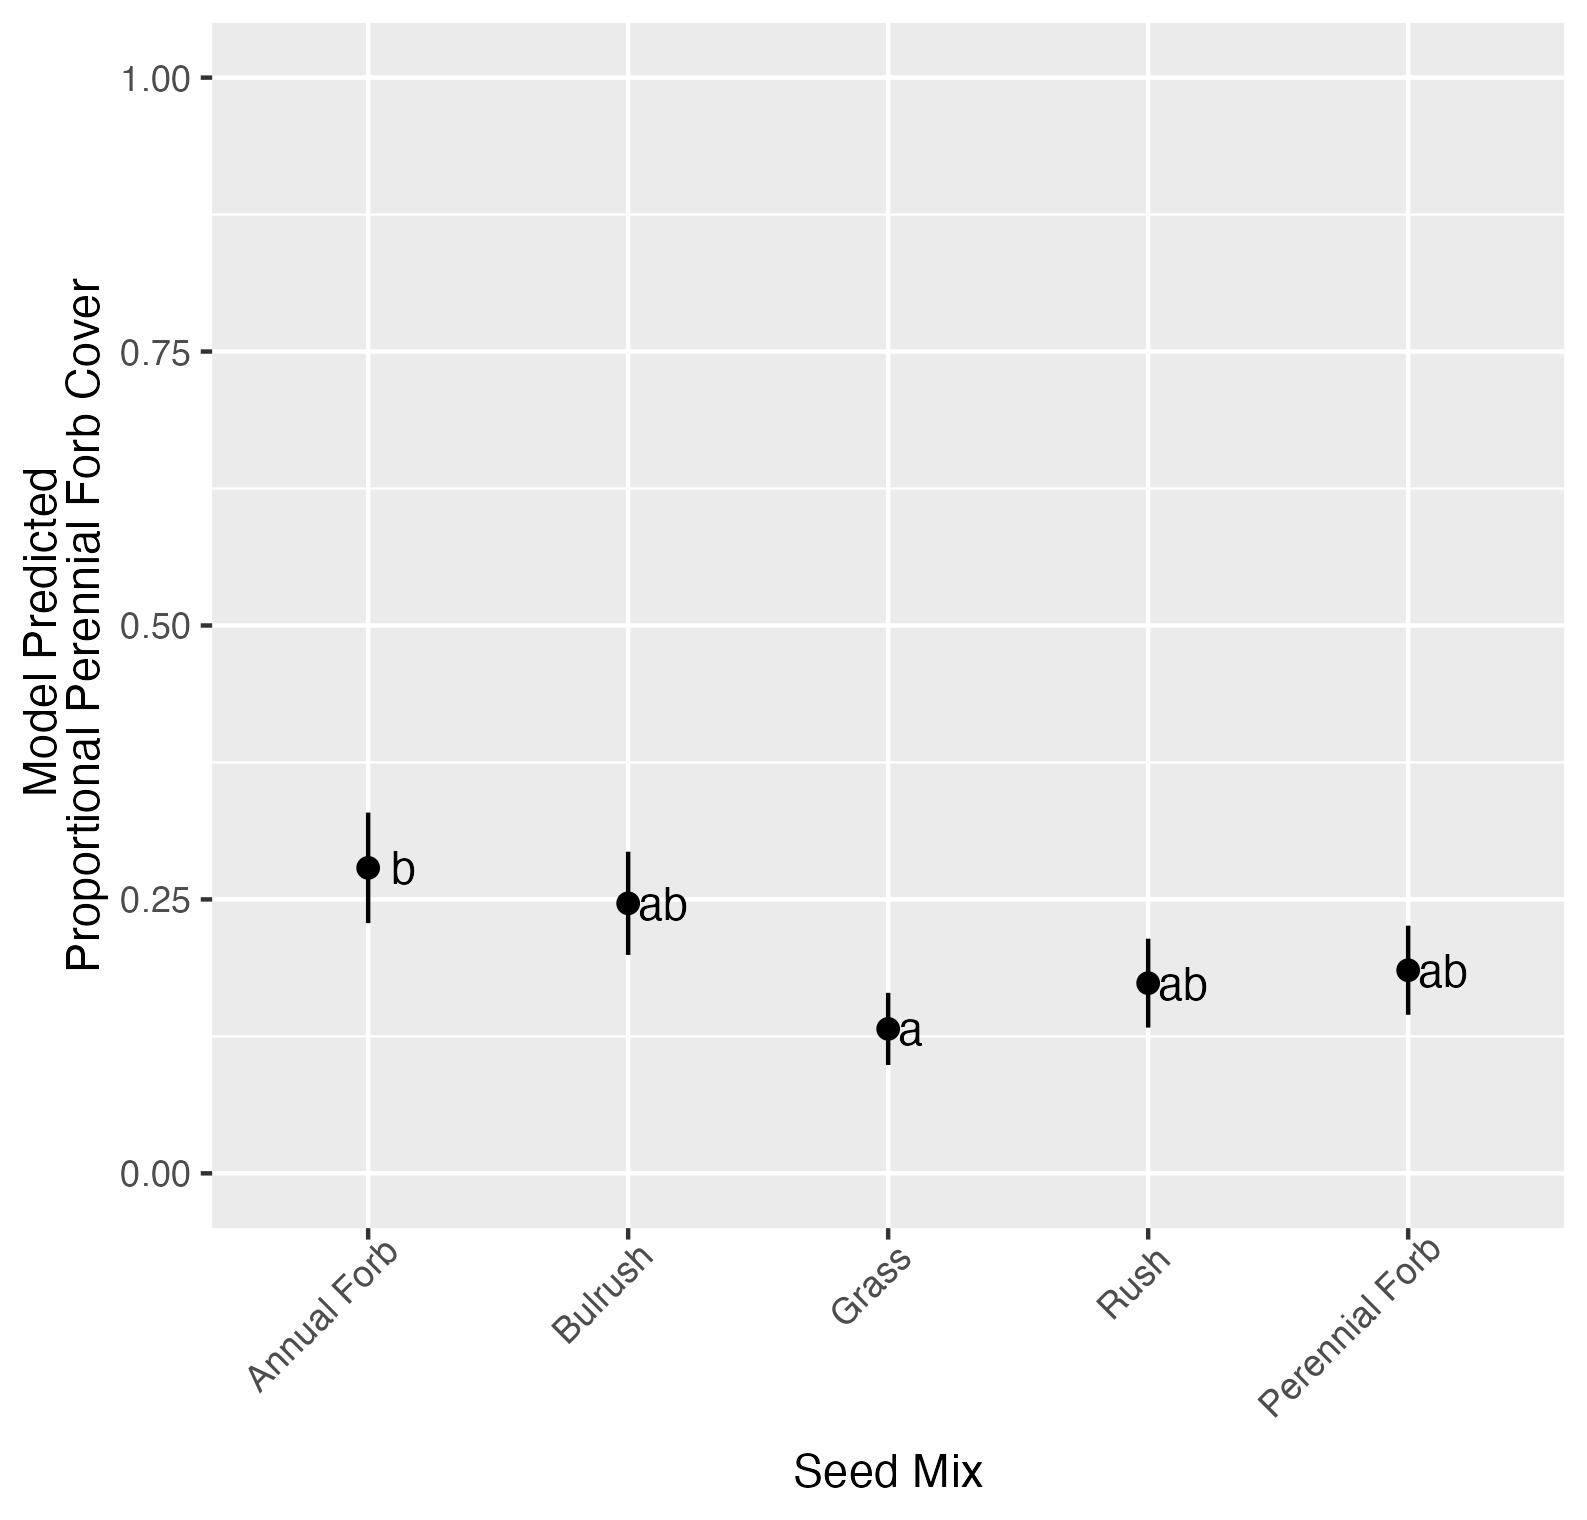 Model Predicted
Proportional Perennial Forb Cover
1.00
0.75
0.50
0.25
0.00
b
ab
a
ab
ab
Annual Forb
Bulrush
Grass
Rush
Perennial Forb
Seed Mix